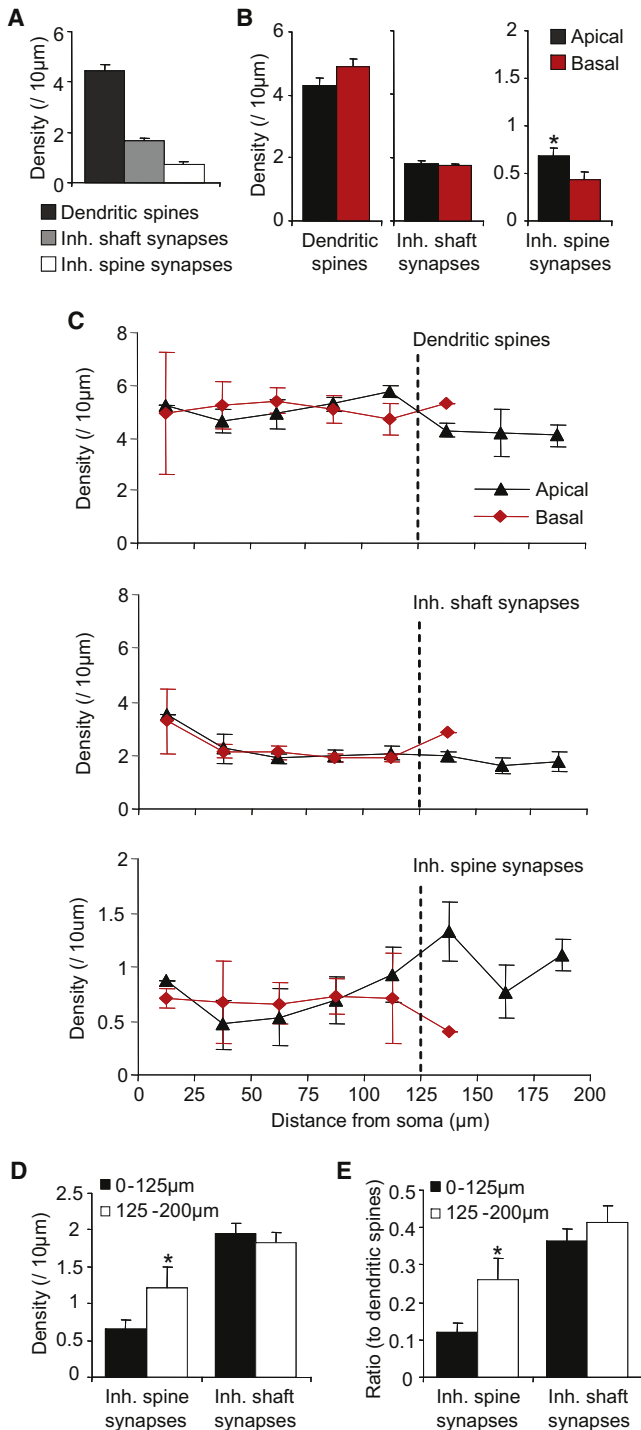 A
Density (/ 10μm)
6
4
2
0
Dendritic spines
Inh. shaft synapses
Inh. spine synapses
B
Density (/ 10μm)
6
4
2
0
Dendritic
spines
Inh. shaft
synapses
2
1.5
1
0.5
0
*
Inh. spine
synapses
Apical
Basal
C
Dendritic spines
Density (/ 10μm)
8
6
4
2
0
Apical
Basal
Inh. shaft synapses
Density (/ 10μm)
8
6
4
2
0
Inh. spine synapses
Density (/ 10um)
2
1.5
1
0.5
0
0 25 50 75 100 125 150 175 200
Distance from soma (μm)
D
0-125μm
125 -200μm
Density (/ 10μm)
2.5
2
1.5
1
0.5
0
*
Inh. spine
synapses
Inh. shaft
synapses
E
0-125μm
125 -200μm
Ratio (to dendritic spines)
0.5
0.4
0.3
0.2
0.1
0
*
Inh. spine
synapses
Inh. shaft
synapses